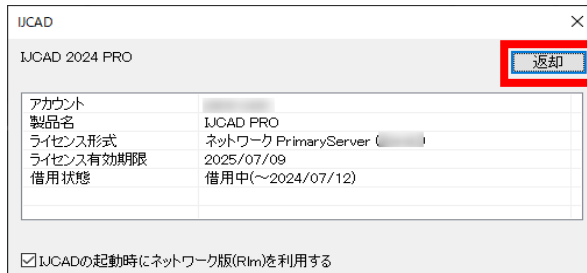 IJCAD
IJCAD 2024 PRO
返却
アカウント
製品名 IJCAD PRO
ライセンス形式 ネットワーク PrimaryServer ( )
ライセンス有効期限 2025/07/09
借用状態 借用中(～2024/07/12)
IJCADの起動時にネットワーク版(Rlm)を利用する